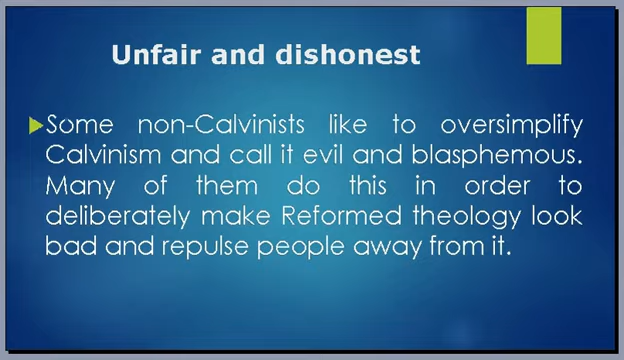 Unfair and dishonest
Some non-Calvinists like to oversimplify
Calvinism and call it evil and blasphemous.
Many of them do this in order to
deliberately make Reformed theology look
bad and repulse people away from it.